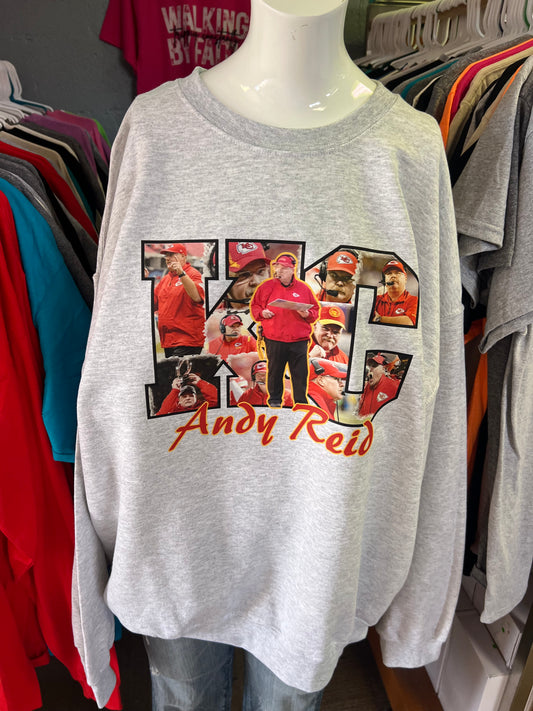 WALKING
BY FAITH
KC
Andy Reid